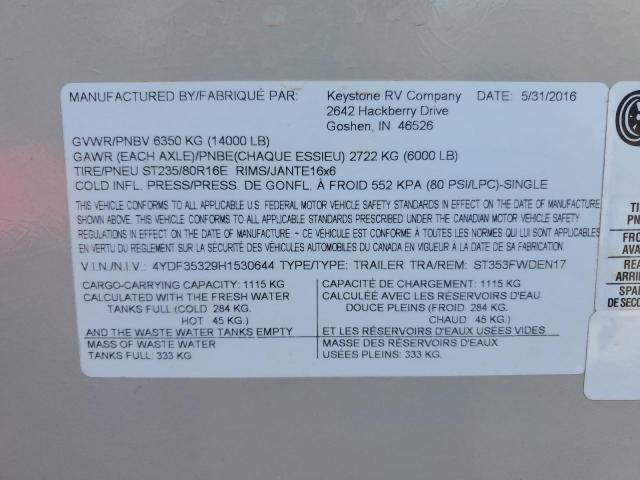 MANUFACTURED BY/FABRIQUÉ PAR: Keystone RV Company DATE: 5/31/2016
2642 Hackberry Drive
Goshen, IN 46526
GVWR/PNBV 6350 KG (14000 LB)
GAWR (EACH AXLE)/PNBE(CHAQUE ESSIEU) 2722 KG (6000 LB)
TIRE/PNEU ST235/80R16E RIMS/JANTE16x6
COLD INFL. PRESS/PRESS. DE GONFL. À FROID 552 KPA (80 PSI/LPC)-SINGLE
THIS VEHICLE CONFORMS TO ALL APPLICABLE U.S. FEDERAL MOTOR VEHICLE SAFETY STANDARDS IN EFFECT ON THE DATE OF MANUFACTURE
SHOWN ABOVE. THIS VEHICLE CONFORMS TO ALL APPLICABLE STANDARDS PRESCRIBED UNDER THE CANADIAN MOTOR VEHICLE SAFETY
REGULATIONS IN EFFECT ON THE DATE OF MANUFACTURE. ~ CE VÉHICULE EST CONFORME À TOUTES LES NORMES QUI LUI SONT APPLICABLES
EN VERTU DU RÈGLEMENT SUR LA SÉCURITÉ DES VÉHICULES AUTOMOBILES DU CANADA EN VIGUEUR À LA DATE DE SA FABRICATION.
V.I.N./N.I.V.: 4YDF35329H1530644 TYPE/TYPE: TRAILER TRA/REM: ST353FWDEN17
CARGO-CARRYING CAPACITY: 1115 KG
CALCULATED WITH THE FRESH WATER
TANKS FULL (COLD 284 KG.
HOT 45 KG.)
AND THE WASTE WATER TANKS EMPTY
MASS OF WASTE WATER
TANKS FULL: 333 KG
CAPACITÉ DE CHARGEMENT: 1115 KG
CALCULÉE AVEC LES RÉSERVOIRS D'EAU
DOUCE PLEINS (FROID: 284 KG
CHAUD : 45 KG.)
ET LES RÉSERVOIRS D'EAUX USÉES VIDES
MASSE DES RÉSERVOIRS D'EAUX
USÉES PLEINS: 333 KG
PN
FRO
AVA
REA
ARRI
SPAR
DE SECO